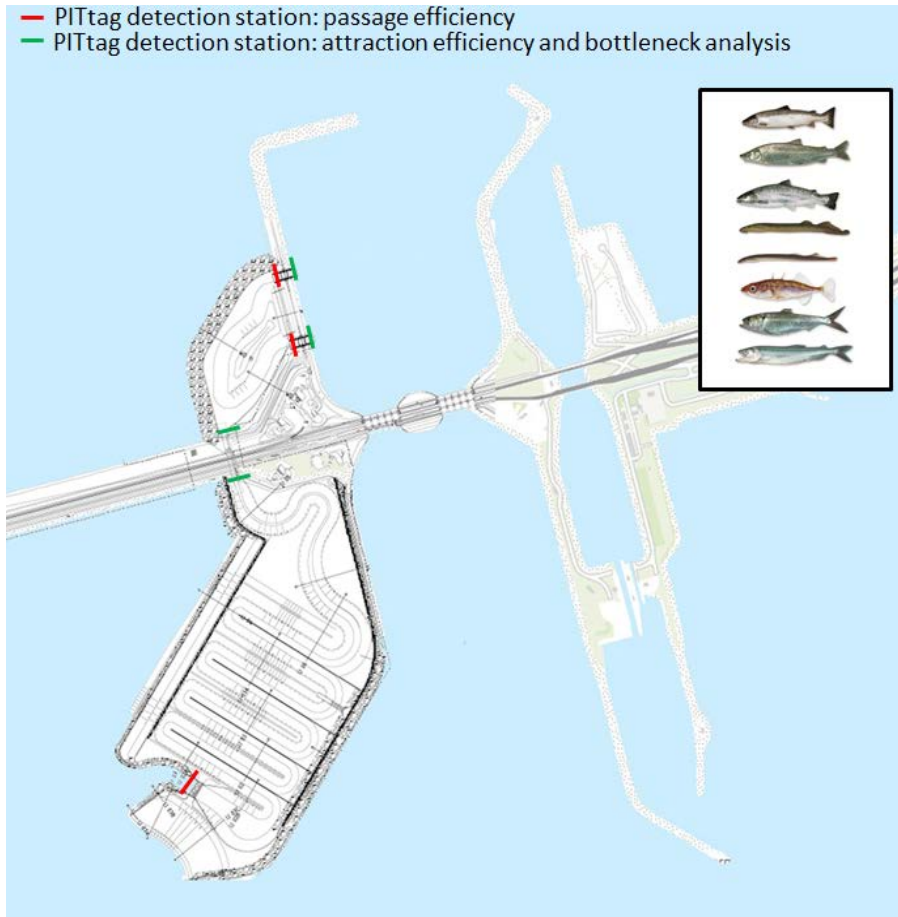 PITtag detection station: passage efficiency
PITtag detection station: attraction efficiency and bottleneck analysis